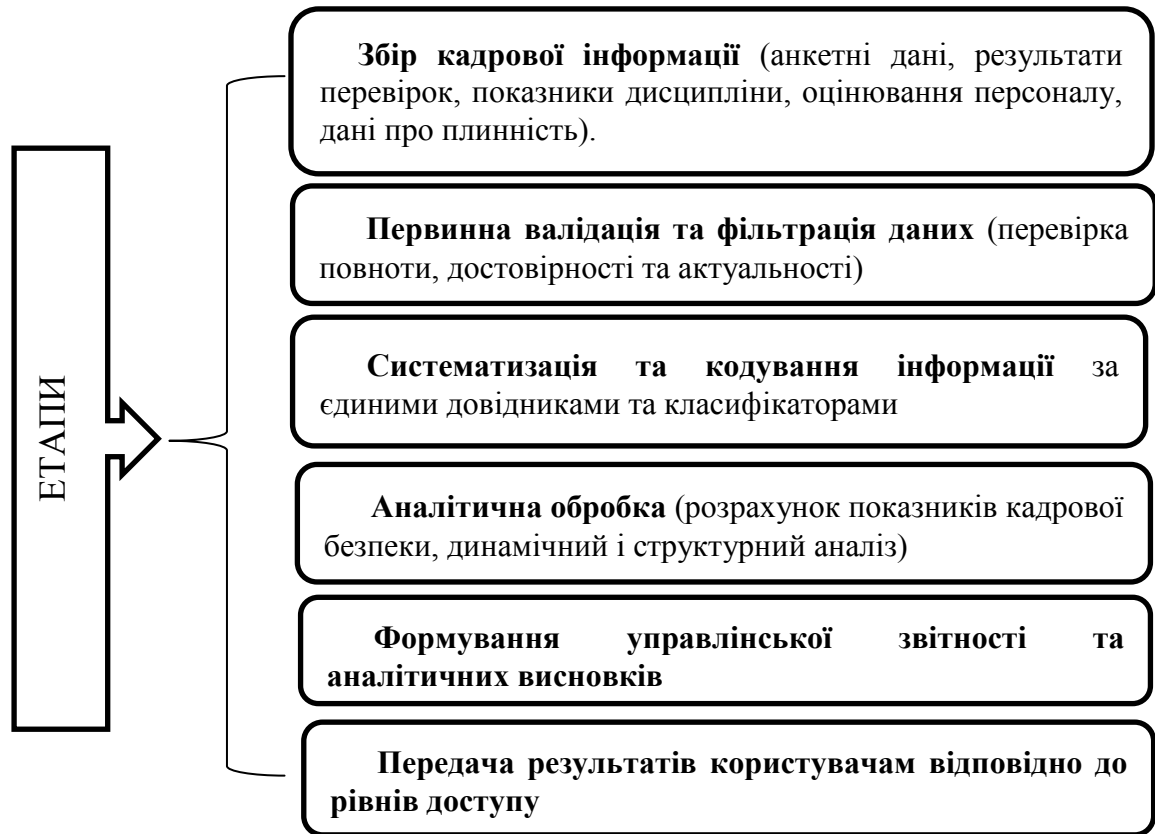 ЕТАПИ
Збір кадрової інформації (анкетні дані, результати
перевірок, показники дисципліни, оцінювання персоналу,
дані про плинність).
Первинна валідація та фільтрація даних (перевірка
повноти, достовірності та актуальності)
Систематизація та кодування інформації за
єдиними довідниками та класифікаторами
Аналітична обробка (розрахунок показників кадрової
безпеки, динамічний і структурний аналіз)
Формування управлінської звітності та
аналітичних висновків
Передача результатів користувачам відповідно до
рівнів доступу